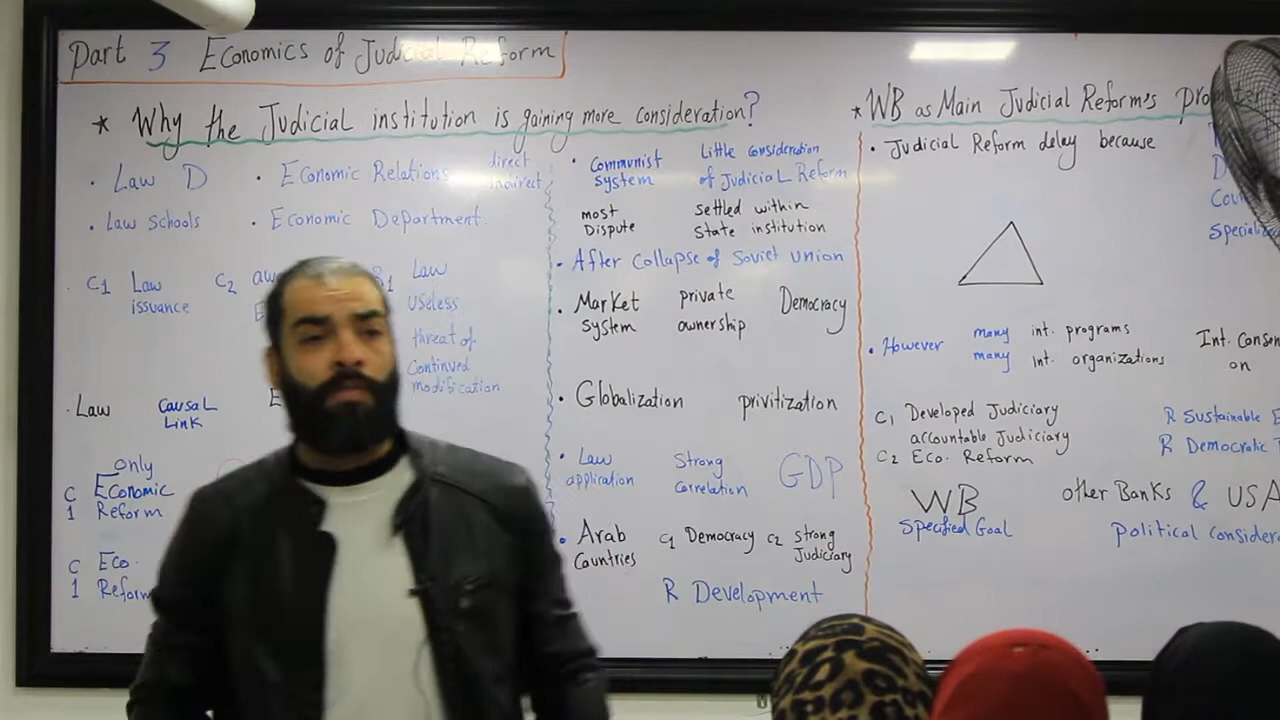 Part 3 Economics of Judicial Reform
* Why the Judicial institution is gaining more consideration?
. Law D . Economic Relations direct
indirect
. Law Schools . Economic Department
. C1 Law C2
issuance
Law
Useless
threat of
Continued
modification
. Law Causal
Link
only
C Economic
1 Reform
C Eco.
1 Reform
. Communist Little consideration
System of Judicial Reform
most Settled within
Dispute State institution
. After Collapse of Soviet union
. Market private Democracy
System ownership
. Globalization privitization
. Law Strong GDP
application Correlation
. Arab C1 Democracy C2 strong
Countries Judiciary
R Development
* WB as Main Judicial Reform's
. Judicial Reform delay because
. However many int. programs
many int. organizations
Int.
on
C1 Developed Judiciary
accountable Judiciary
C2 Eco. Reform
R Sustainable
R Democratic
WB other Banks & USA
Specified Goal Political